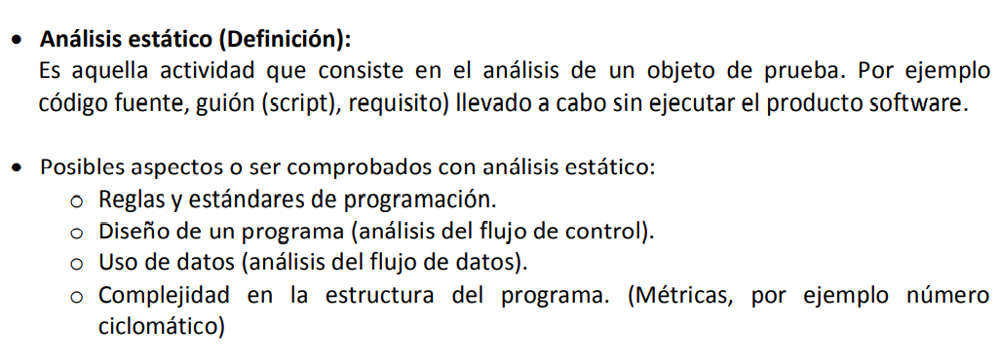 • Análisis estático (Definición):
Es aquella actividad que consiste en el análisis de un objeto de prueba. Por ejemplo
código fuente, guión (script), requisito) llevado a cabo sin ejecutar el producto software.
• Posibles aspectos o ser comprobados con análisis estático:
o Reglas y estándares de programación.
o Diseño de un programa (análisis del flujo de control).
o Uso de datos (análisis del flujo de datos).
o Complejidad en la estructura del programa. (Métricas, por ejemplo número
ciclomático)